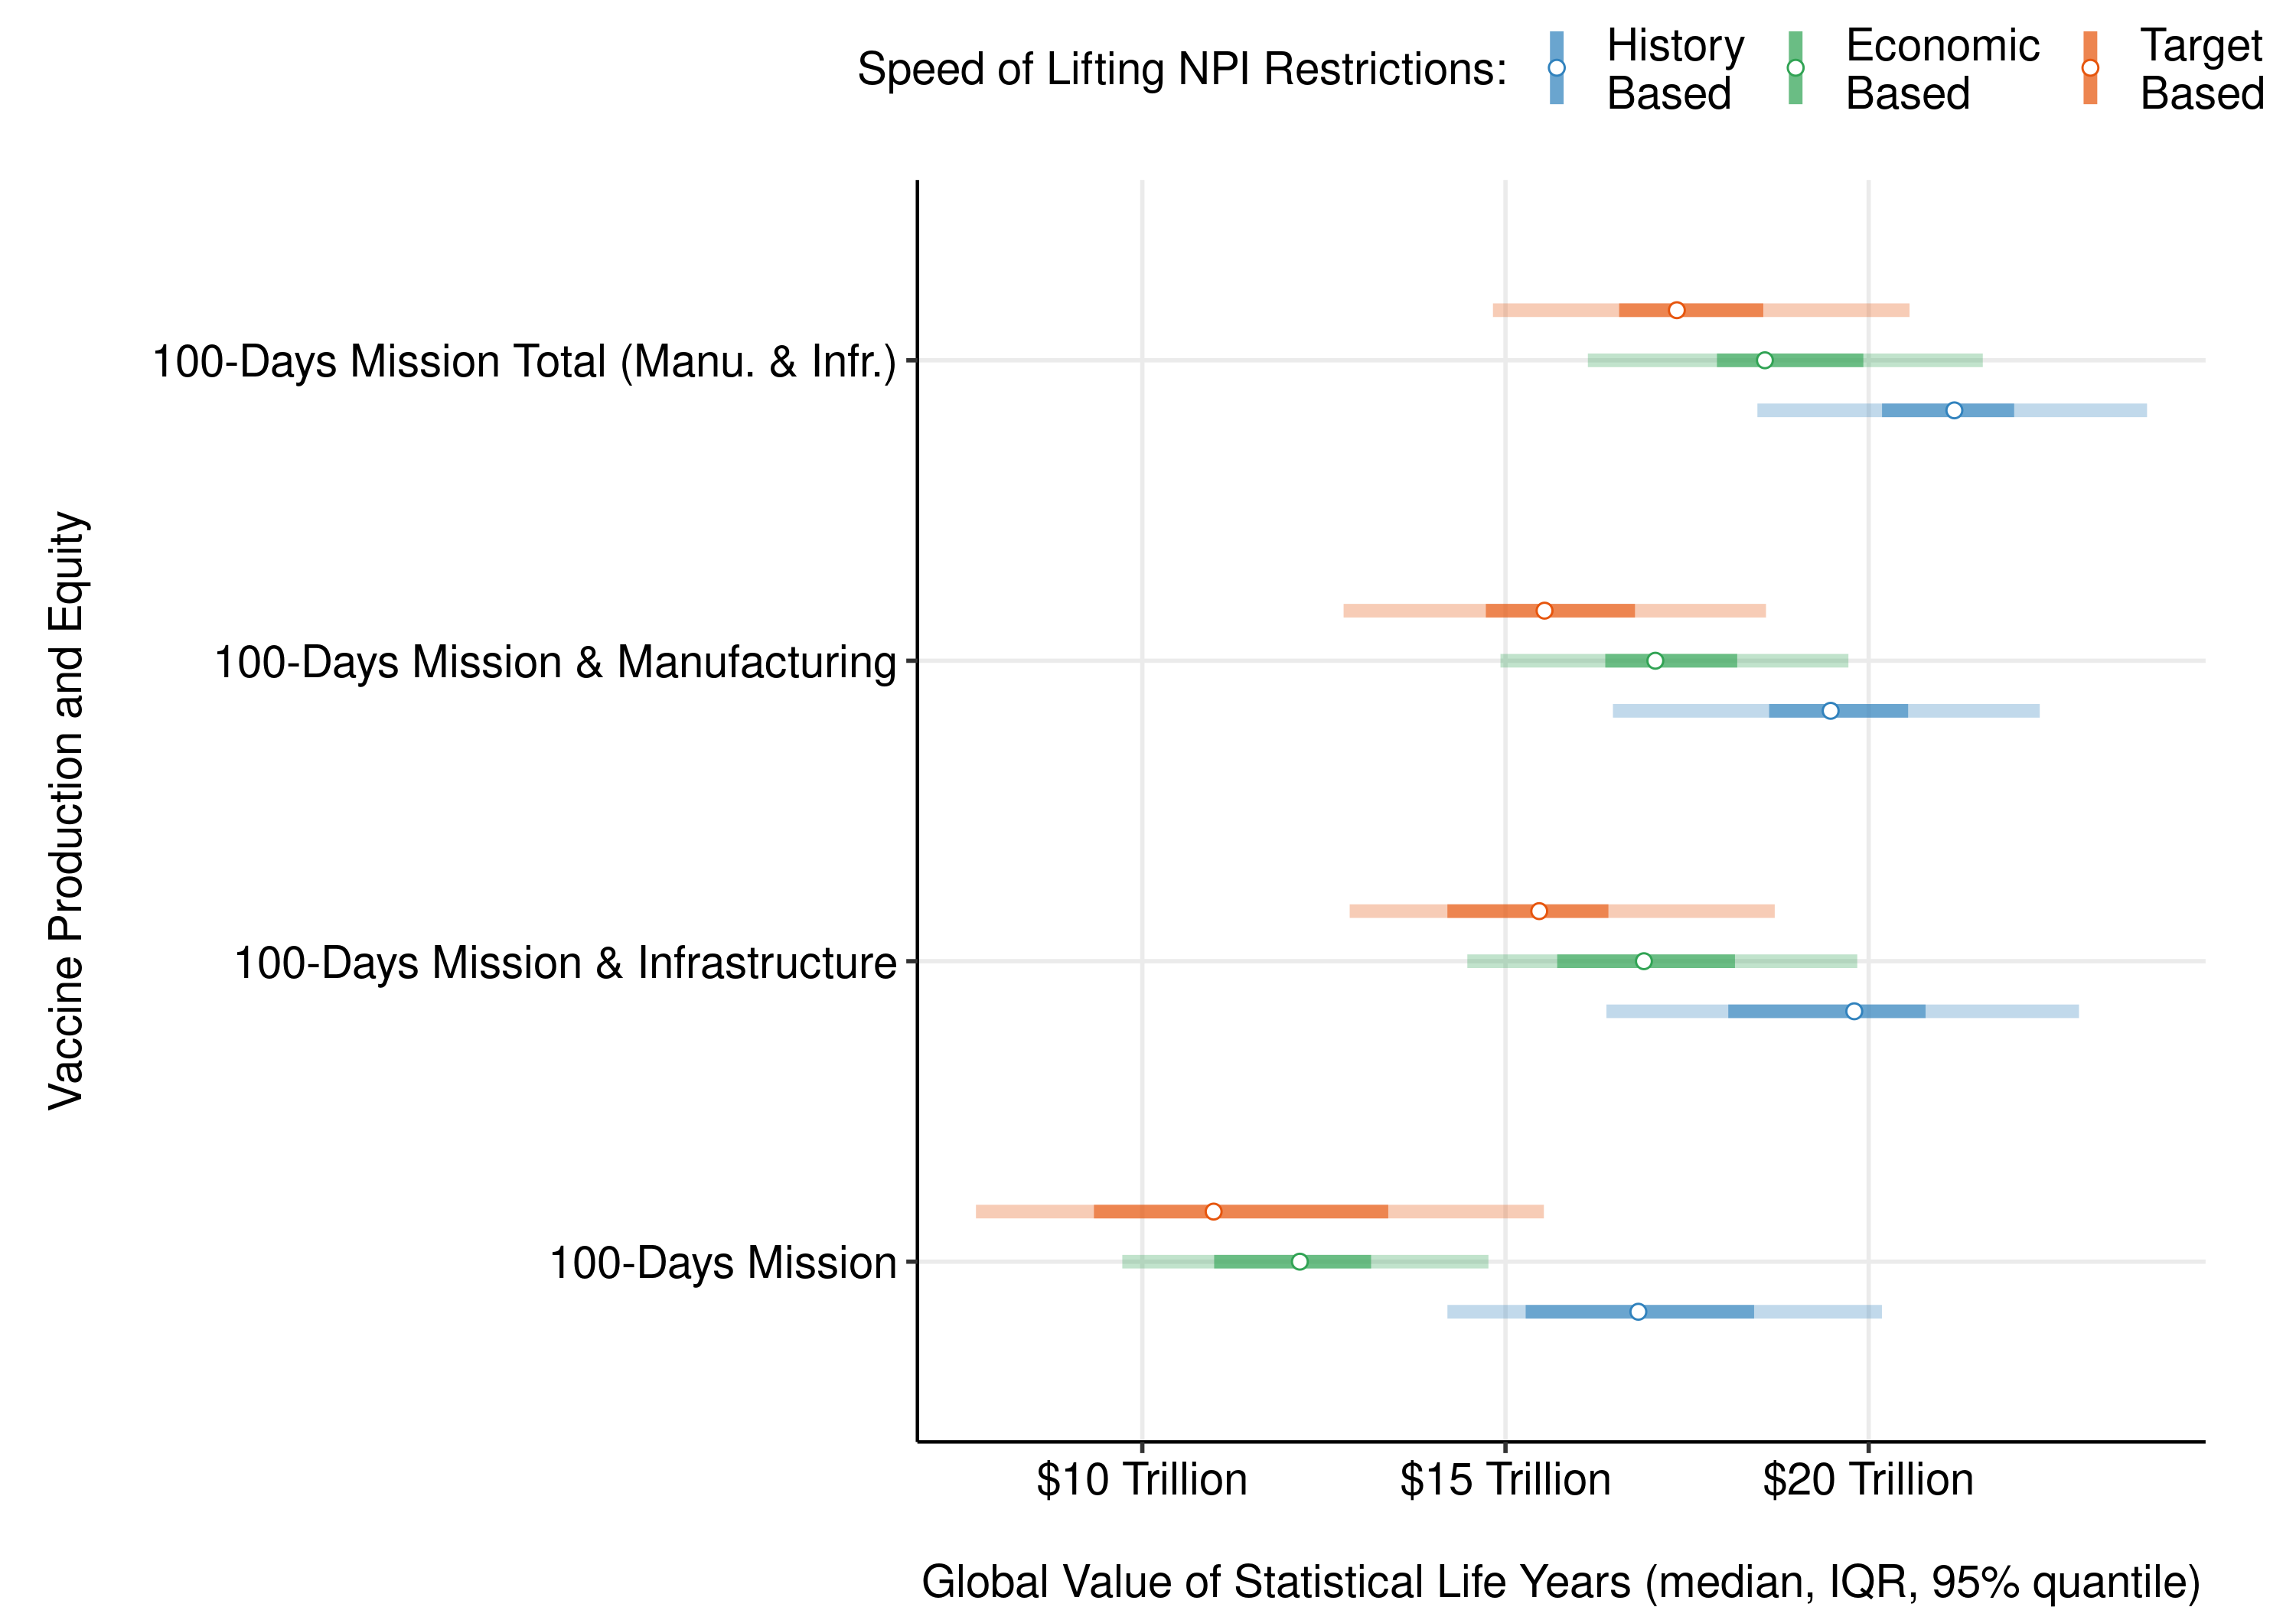 Speed of Lifting NPI Restrictions:
History
Based
Economic
Based
Target
Based
Vaccine Production and Equity
100-Days Mission Total (Manu. & Infr.)
100-Days Mission & Manufacturing
100-Days Mission & Infrastructure
100-Days Mission
$10 Trillion
$15 Trillion
$20 Trillion
Global Value of Statistical Life Years (median, IQR, 95% quantile)